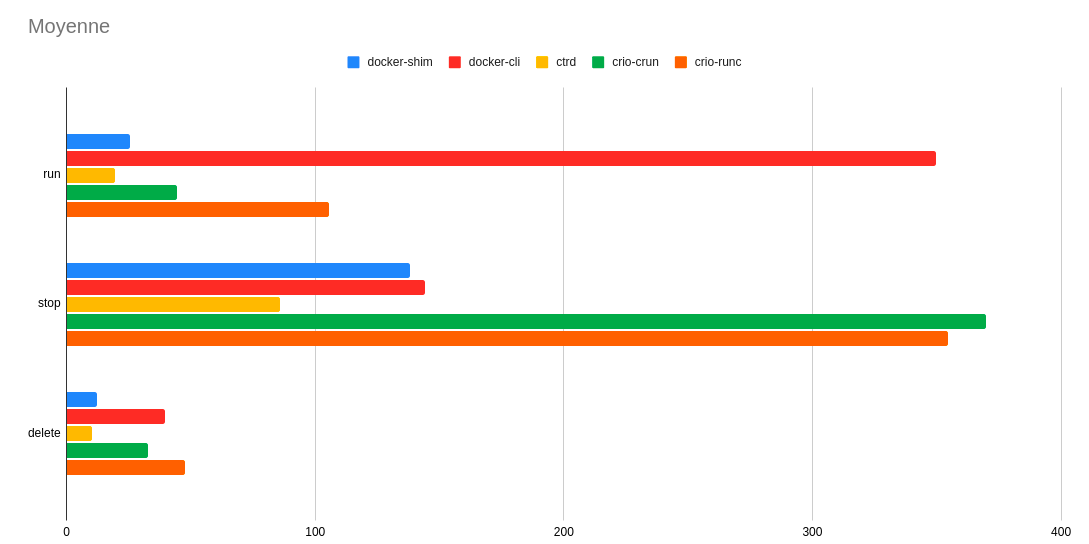 Moyenne
docker-shim docker-cli ctrd crio-crun crio-runc
run
stop
delete
0 100 200 300 400